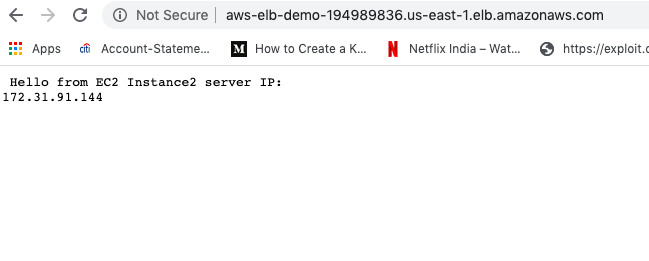 Not Secure | aws-elb-demo-194989836.us-east-1.elb.amazonaws.com
Apps citi Account-Stateme... M How to Create a K... N Netflix India – Wat... https://exploit.
Hello from EC2 Instance2 server IP:
172.31.91.144